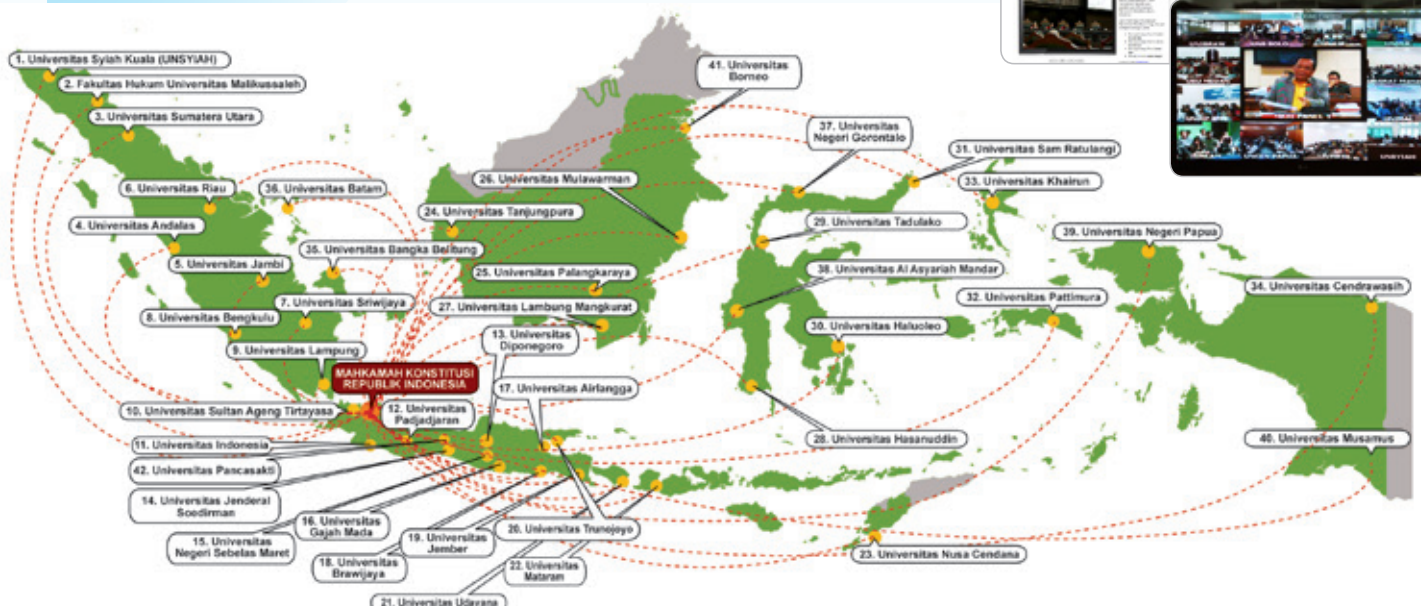 1. Universitas Syiah Kuala (UNSYIAH)
2. Fakultas Hukum Universitas Malikussaleh
3. Universitas Sumatera Utara
6. Universitas Riau
36. Universitas Batam
4. Universitas Andalas
35. Universitas Bangka Belitung
5. Universitas Jambi
7. Universitas Sriwijaya
8. Universitas Bengkulu
9. Universitas Lampung
MAHKAMAH KONSTITUSI
REPUBLIK INDONESIA
10. Universitas Sultan Ageng Tirtayasa
12. Universitas
Padjadjaran
11. Universitas Indonesia
42. Universitas Pancasakti
14. Universitas Jenderal
Soedirman
15. Universitas
Negeri Sebelas Maret
16. Universitas
Gajah Mada
18. Universitas
Brawijaya
19. Universitas
Jember
20. Universitas Trunojoyo
22. Universitas
Mataram
21. Universitas Udayana
13. Universitas
Diponegoro
17. Universitas Airlangga
41. Universitas
Borneo
26. Universitas Mulawarman
24. Universitas Tanjungpura
25. Universitas Palangkaraya
27. Universitas Lambung Mangkurat
37. Universitas
Negeri Gorontalo
31. Universitas Sam Ratulangi
33. Universitas Khairun
29. Universitas Tadulako
38. Universitas Al Asyariah Mandar
30. Universitas Haluoleo
32. Universitas Pattimura
39. Universitas Negeri Papua
34. Universitas Cendrawasih
28. Universitas Hasanuddin
40. Universitas Musamus
23. Universitas Nusa Cendana